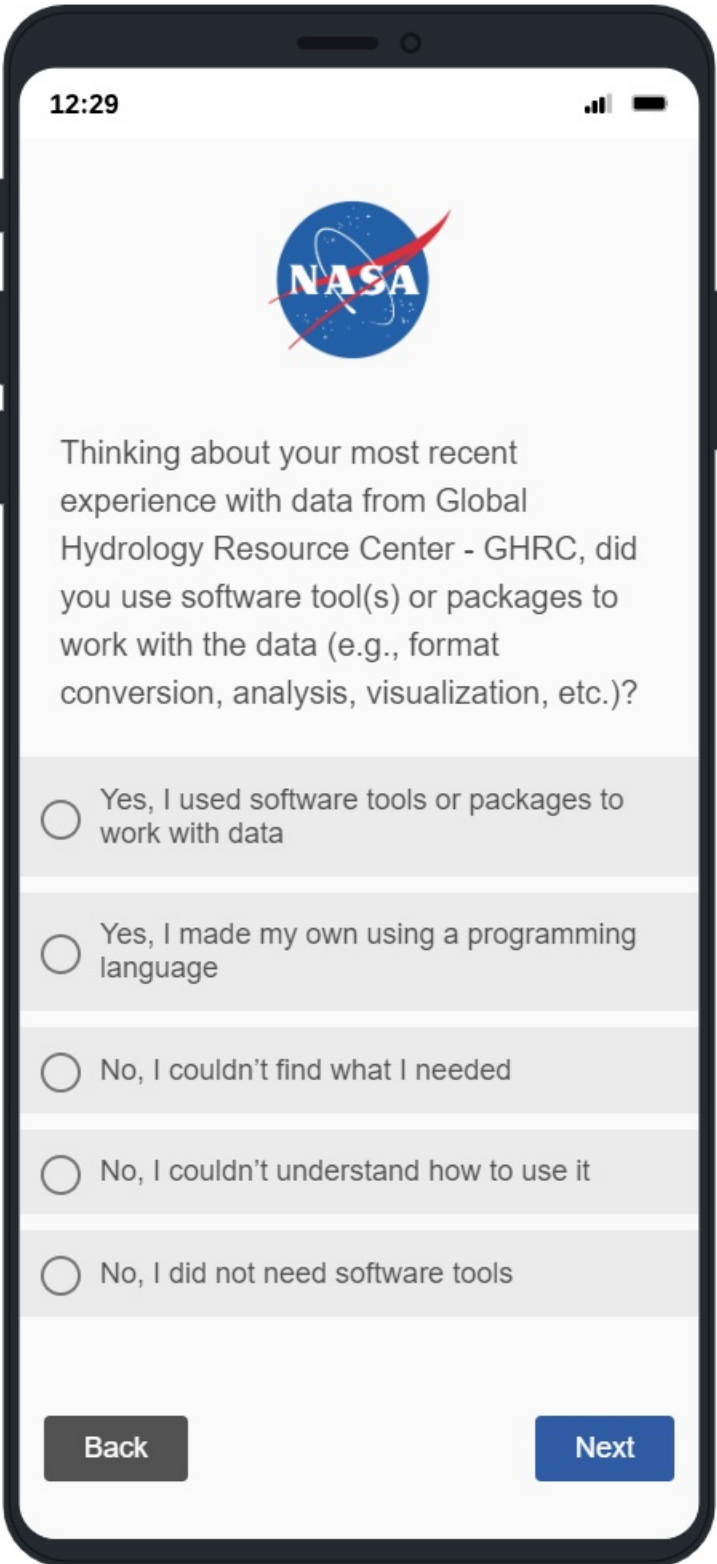 12:29
NASA
Thinking about your most recent
experience with data from Global
Hydrology Resource Center - GHRC, did
you use software tool(s) or packages to
work with the data (e.g., format
conversion, analysis, visualization, etc.)?
Yes, I used software tools or packages to
work with data
Yes, I made my own using a programming
language
No, I couldn’t find what I needed
No, I couldn’t understand how to use it
No, I did not need software tools
Back
Next